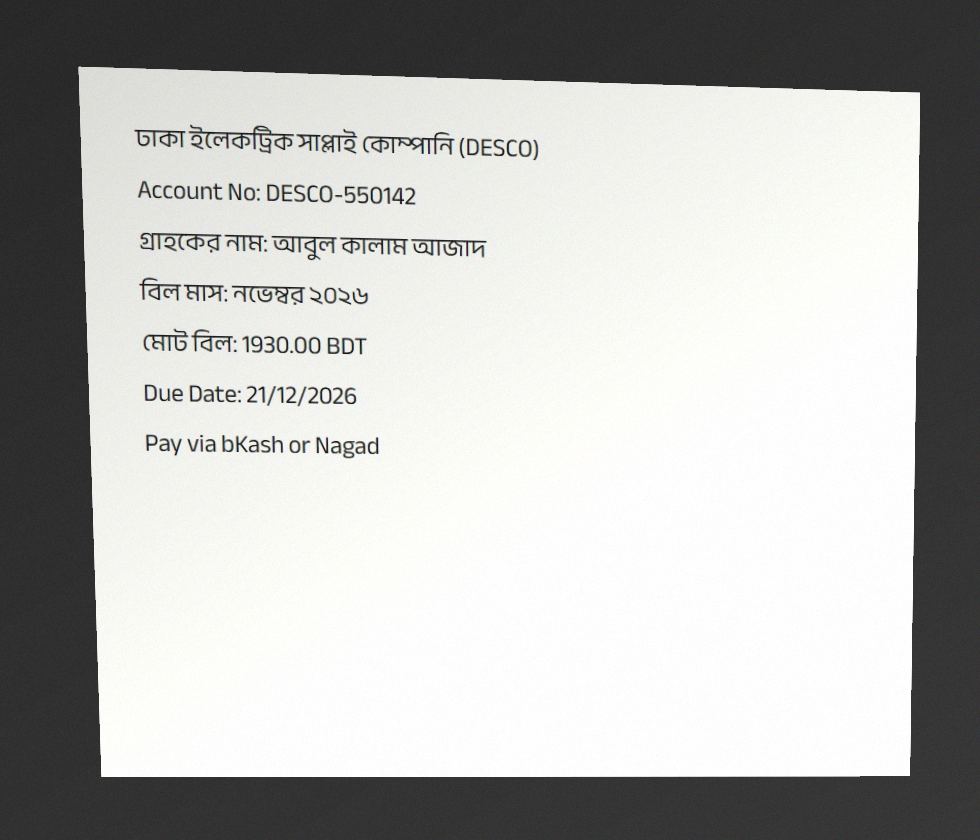 ঢাকা ইলেকট্রিক সাপ্লাই কোম্পানি (DESCO)
Account No: DESCO-550142
গ্রাহকের নাম: আবুল কালাম আজাদ
বিল মাস: নভেম্বর ২০২৬
মোট বিল: 1930.00 BDT
Due Date: 21/12/2026
Pay via bKash or Nagad